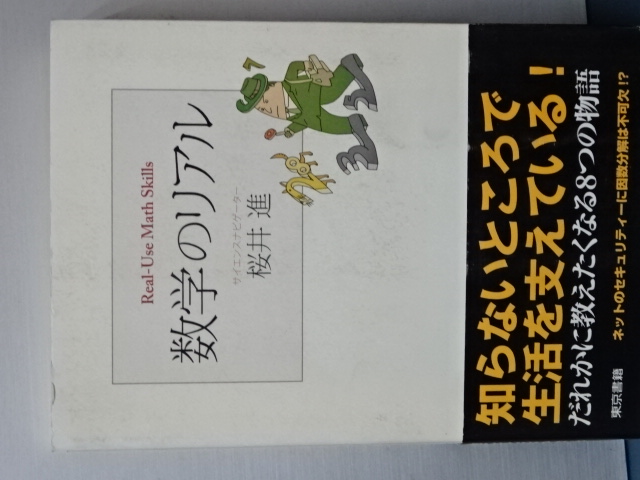 Real-Use Math Skills
数学のリアル
サイエンスナビゲーター
桜井 進
知らないところで
生活を支えている!
だれかに教えたくなる8つの物語
ネットのセキュリティーに因数分解は不可欠!?
東京書籍